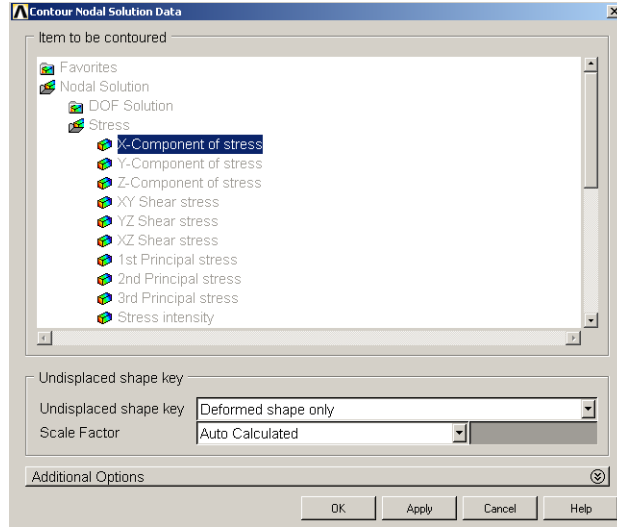 Contour Nodal Solution Data
Item to be contoured
Favorites
Nodal Solution
DOF Solution
Stress
X-Component of stress
Y-Component of stress
Z-Component of stress
XY Shear stress
YZ Shear stress
XZ Shear stress
1st Principal stress
2nd Principal stress
3rd Principal stress
Stress intensity
Undisplaced shape key
Undisplaced shape key Deformed shape only
Scale Factor Auto Calculated
Additional Options
OK Apply Cancel Help